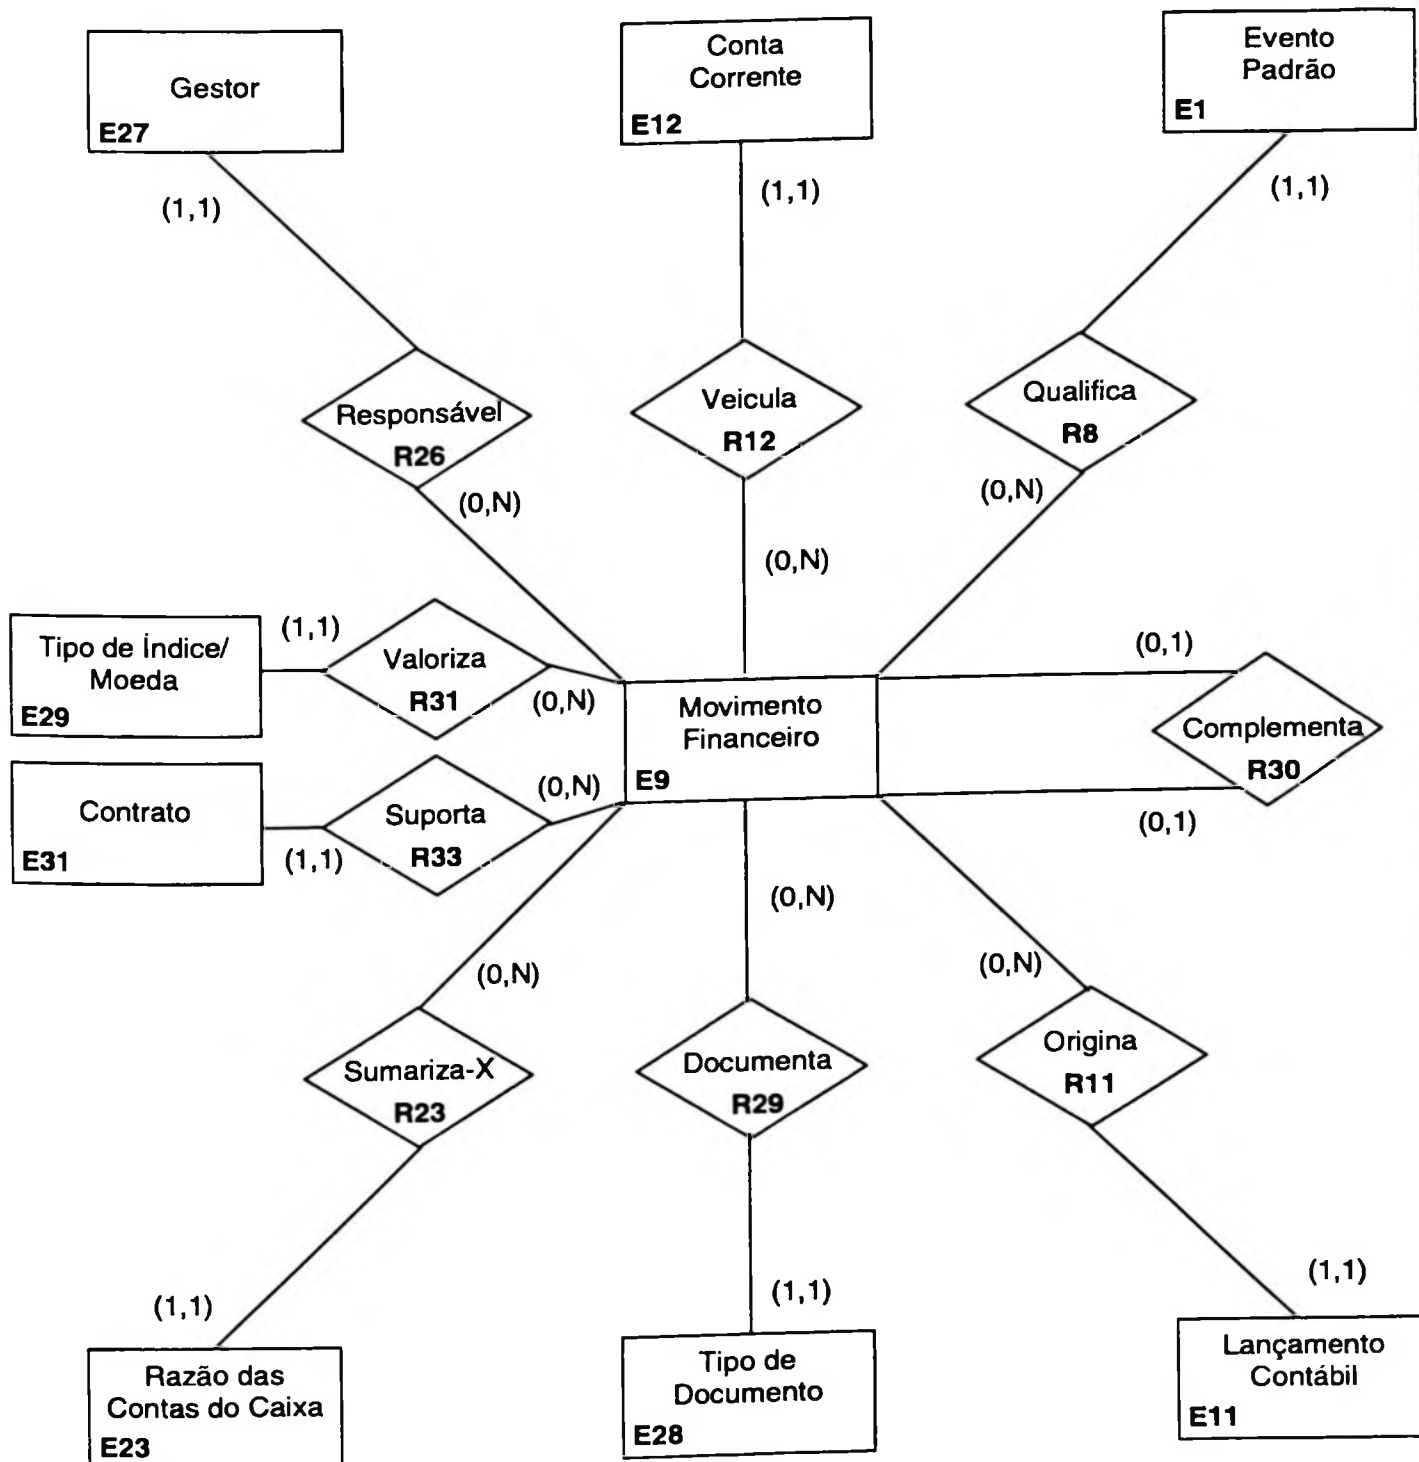 Gestor
E27
Conta
Corrente
E12
Evento
Padrão
E1
(1,1)
(1,1)
(1,1)
Responsável
R26
Veicula
R12
Qualifica
R8
(0,N)
(0,N)
(0,N)
Tipo de Índice/
Moeda
E29
(1,1)
Valoriza
R31
(0,N)
Movimento
Financeiro
E9
(0,1)
Complementa
R30
(0,1)
Contrato
E31
(1,1)
Suporta
R33
(0,N)
(0,N)
(0,N)
(0,N)
Sumariza-X
R23
Documenta
R29
Origina
R11
(1,1)
(1,1)
(1,1)
Razão das
Contas do Caixa
E23
Tipo de
Documento
E28
Lançamento
Contábil
E11